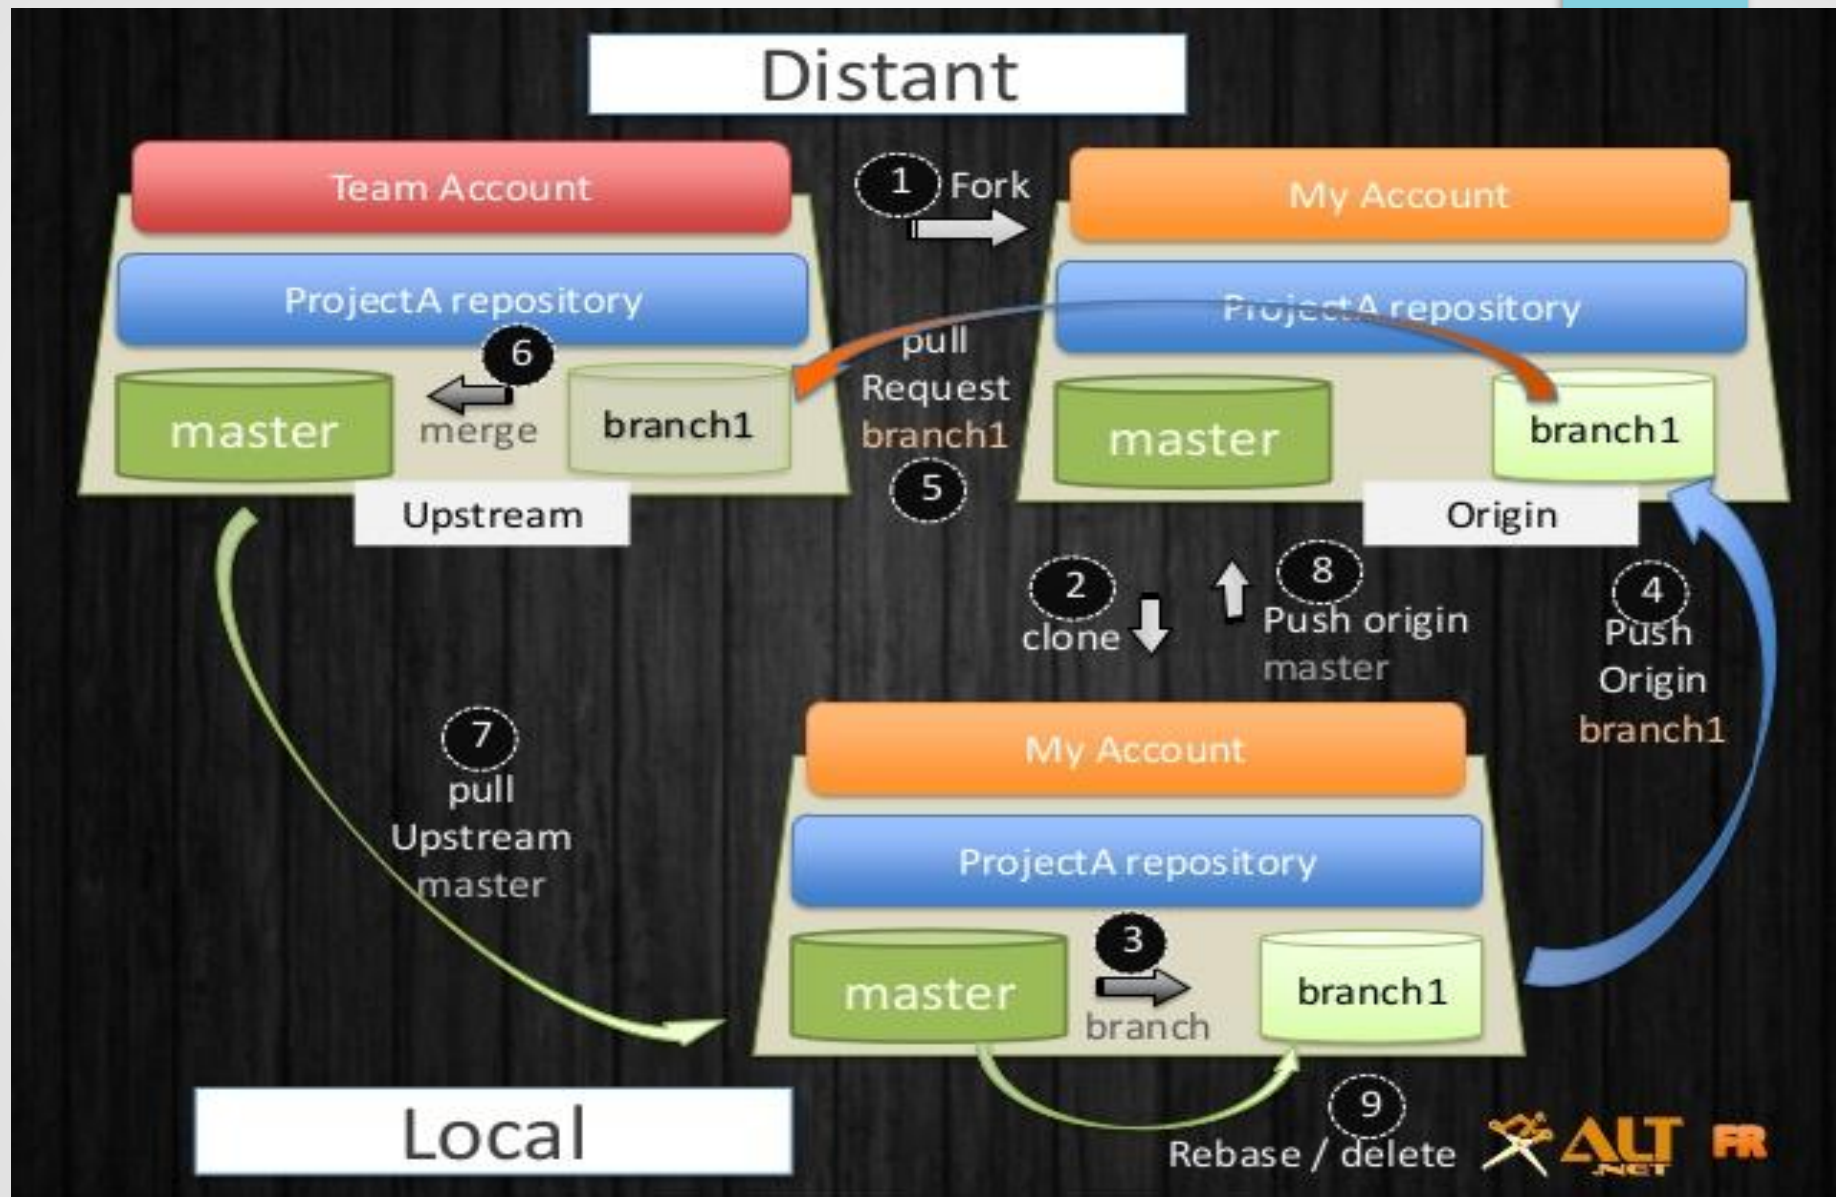 Distant
Team Account
1 Fork
My Account
ProjectA repository
ProjectA repository
6
pull
Request
branch1
5
master
merge
branch1
master
branch1
Upstream
Origin
2
clone
8
Push origin
master
4
Push
Origin
branch1
7
pull
Upstream
master
My Account
ProjectA repository
3
master
branch
branch1
Local
9
Rebase / delete
ALT
.NET
FR